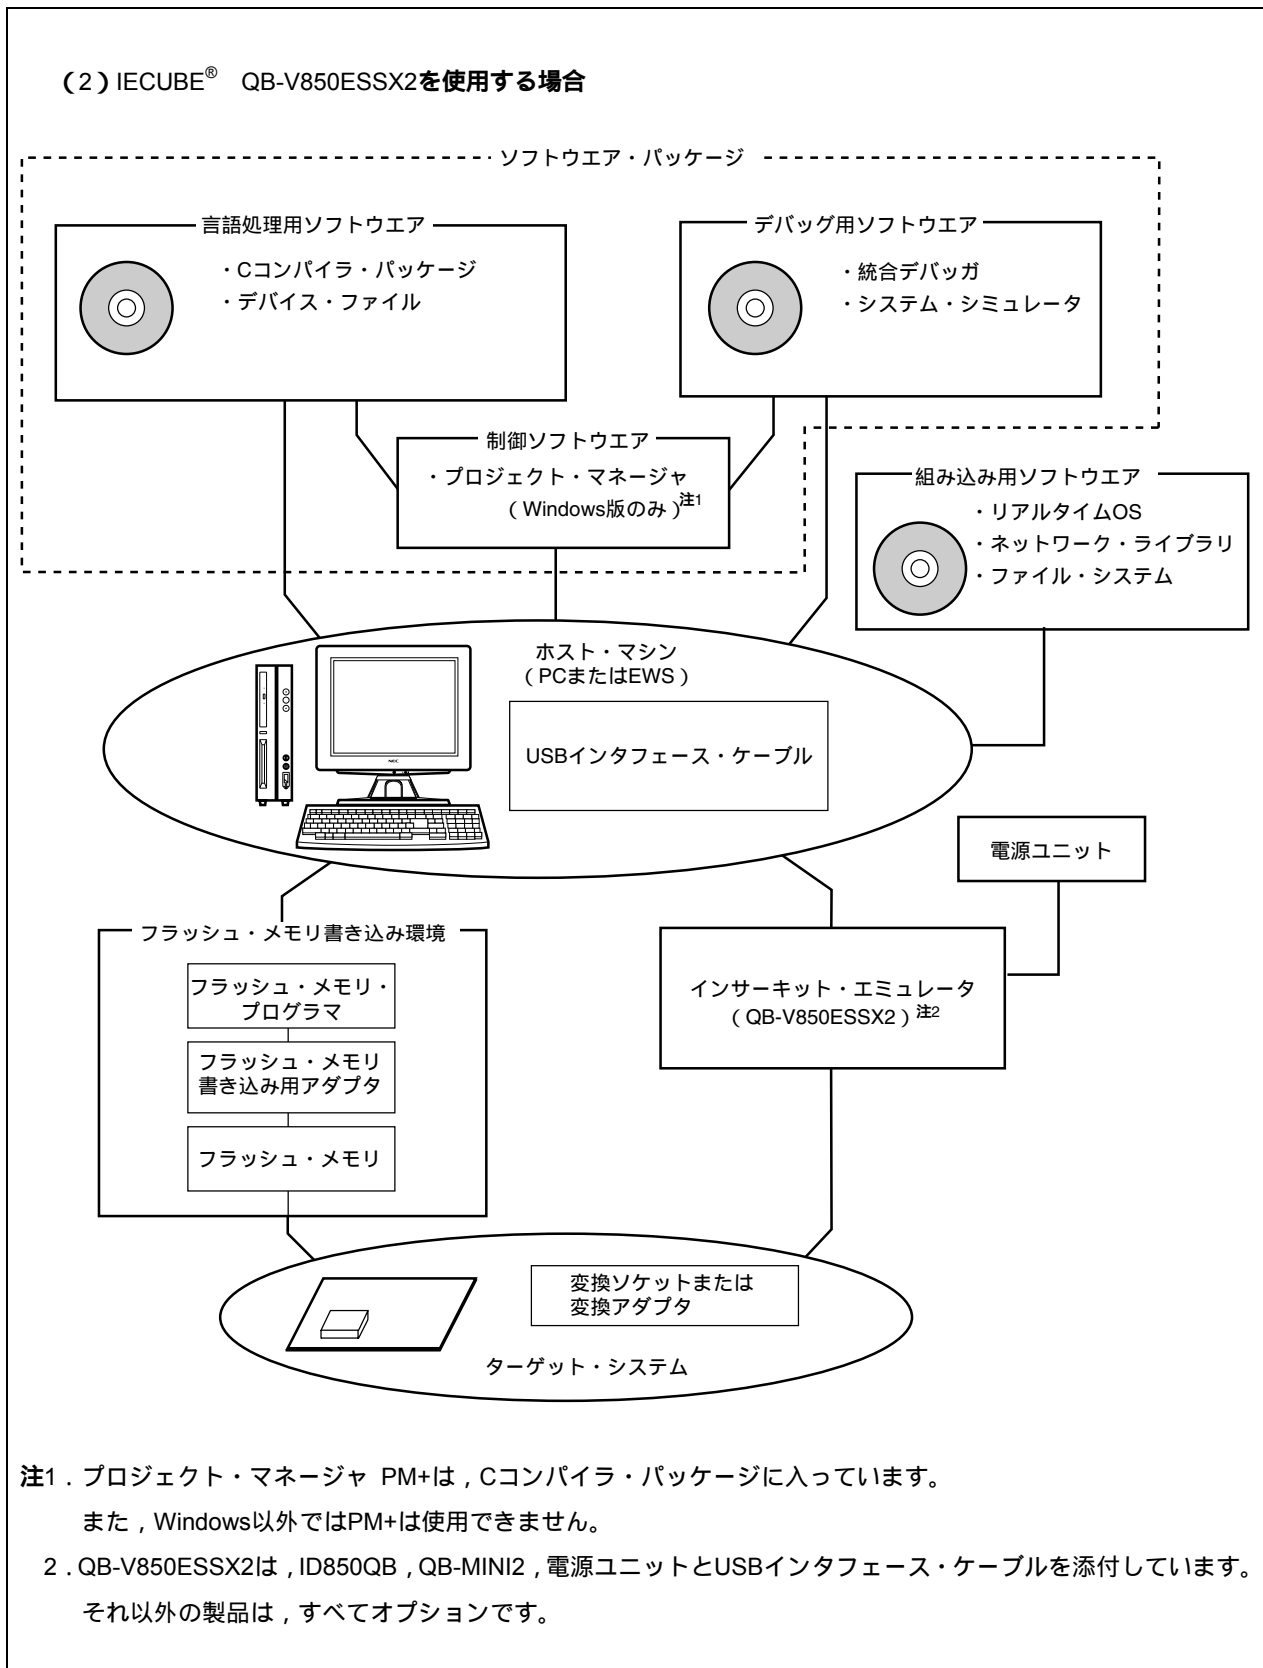 （2）IECUBE® QB-V850ESSX2を使用する場合
ソフトウエア・パッケージ
言語処理用ソフトウエア
・Cコンパイラ・パッケージ
・デバイス・ファイル
デバッグ用ソフトウエア
・統合デバッガ
・システム・シミュレータ
制御ソフトウエア
・プロジェクト・マネージャ
（Windows版のみ）注1
組み込み用ソフトウエア
・リアルタイムOS
・ネットワーク・ライブラリ
・ファイル・システム
ホスト・マシン
（PCまたはEWS）
USBインタフェース・ケーブル
NEC
電源ユニット
フラッシュ・メモリ書き込み環境
フラッシュ・メモリ・
プログラマ
フラッシュ・メモリ
書き込み用アダプタ
フラッシュ・メモリ
インサーキット・エミュレータ
（QB-V850ESSX2）注2
変換ソケットまたは
変換アダプタ
ターゲット・システム
注1．プロジェクト・マネージャ PM+は，Cコンパイラ・パッケージに入っています。
また，Windows以外ではPM+は使用できません。
2．QB-V850ESSX2は，ID850QB，QB-MINI2，電源ユニットとUSBインタフェース・ケーブルを添付しています。
それ以外の製品は，すべてオプションです。